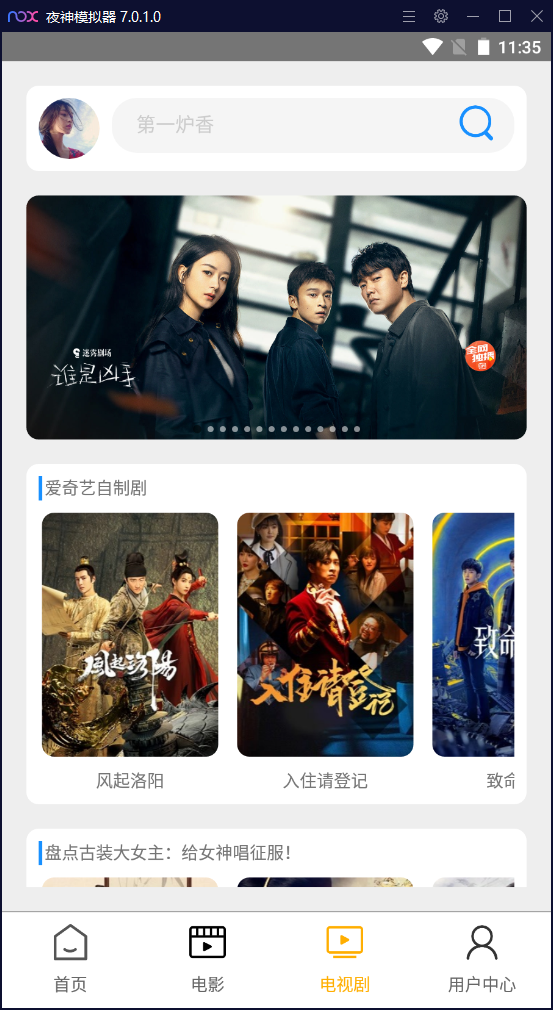 nox 夜神模拟器 7.0.1.0
11:35
第一炉香
迷雾剧场
谁是凶手
全网
独播
爱奇艺自制剧
风起洛阳
入住请登记
致命
风起洛阳
入住请登记
致命
盘点古装大女主：给女神唱征服！
首页
电影
电视剧
用户中心